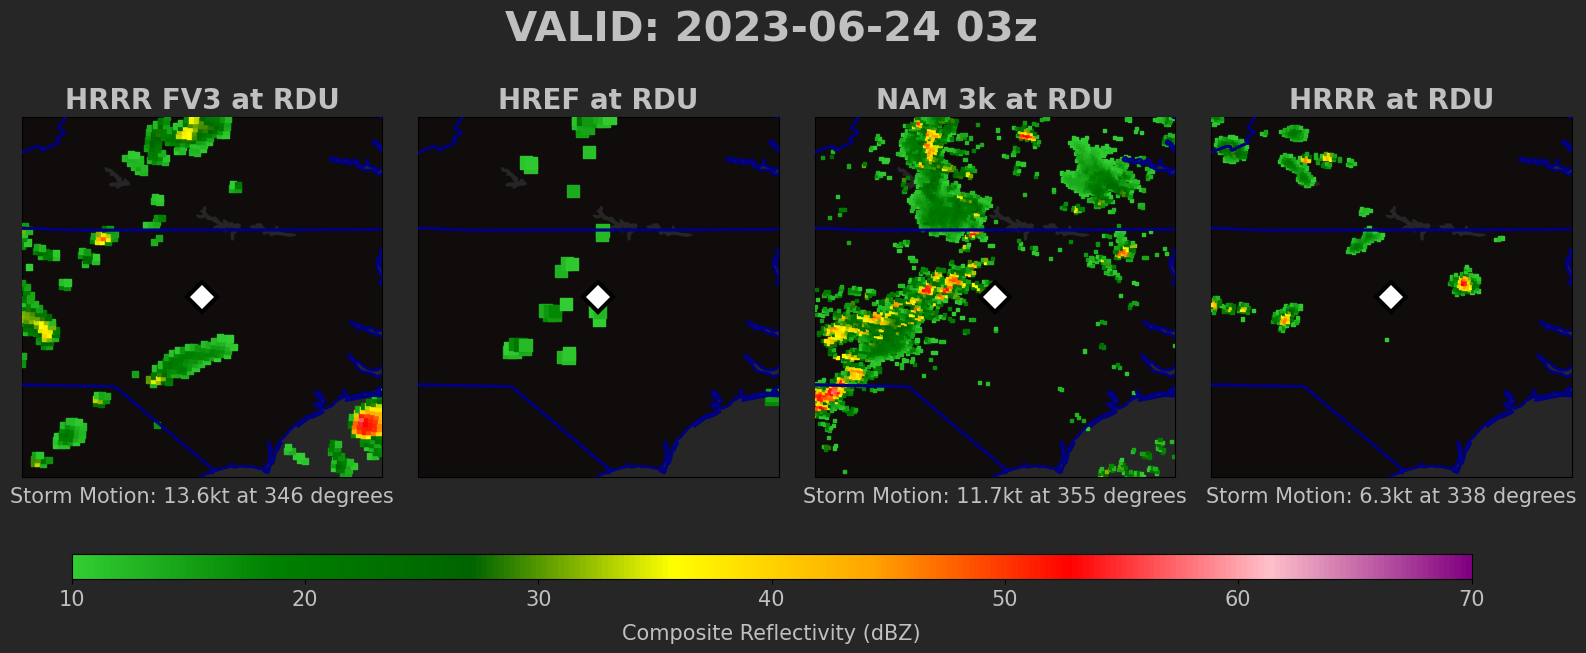 VALID: 2023-06-24 03z
HRRR FV3 at RDU
HREF at RDU
NAM 3k at RDU
HRRR at RDU
Storm Motion: 13.6kt at 346 degrees
Storm Motion: 11.7kt at 355 degrees
Storm Motion: 6.3kt at 338 degrees
10 20 30 40 50 60 70
Composite Reflectivity (dBZ)